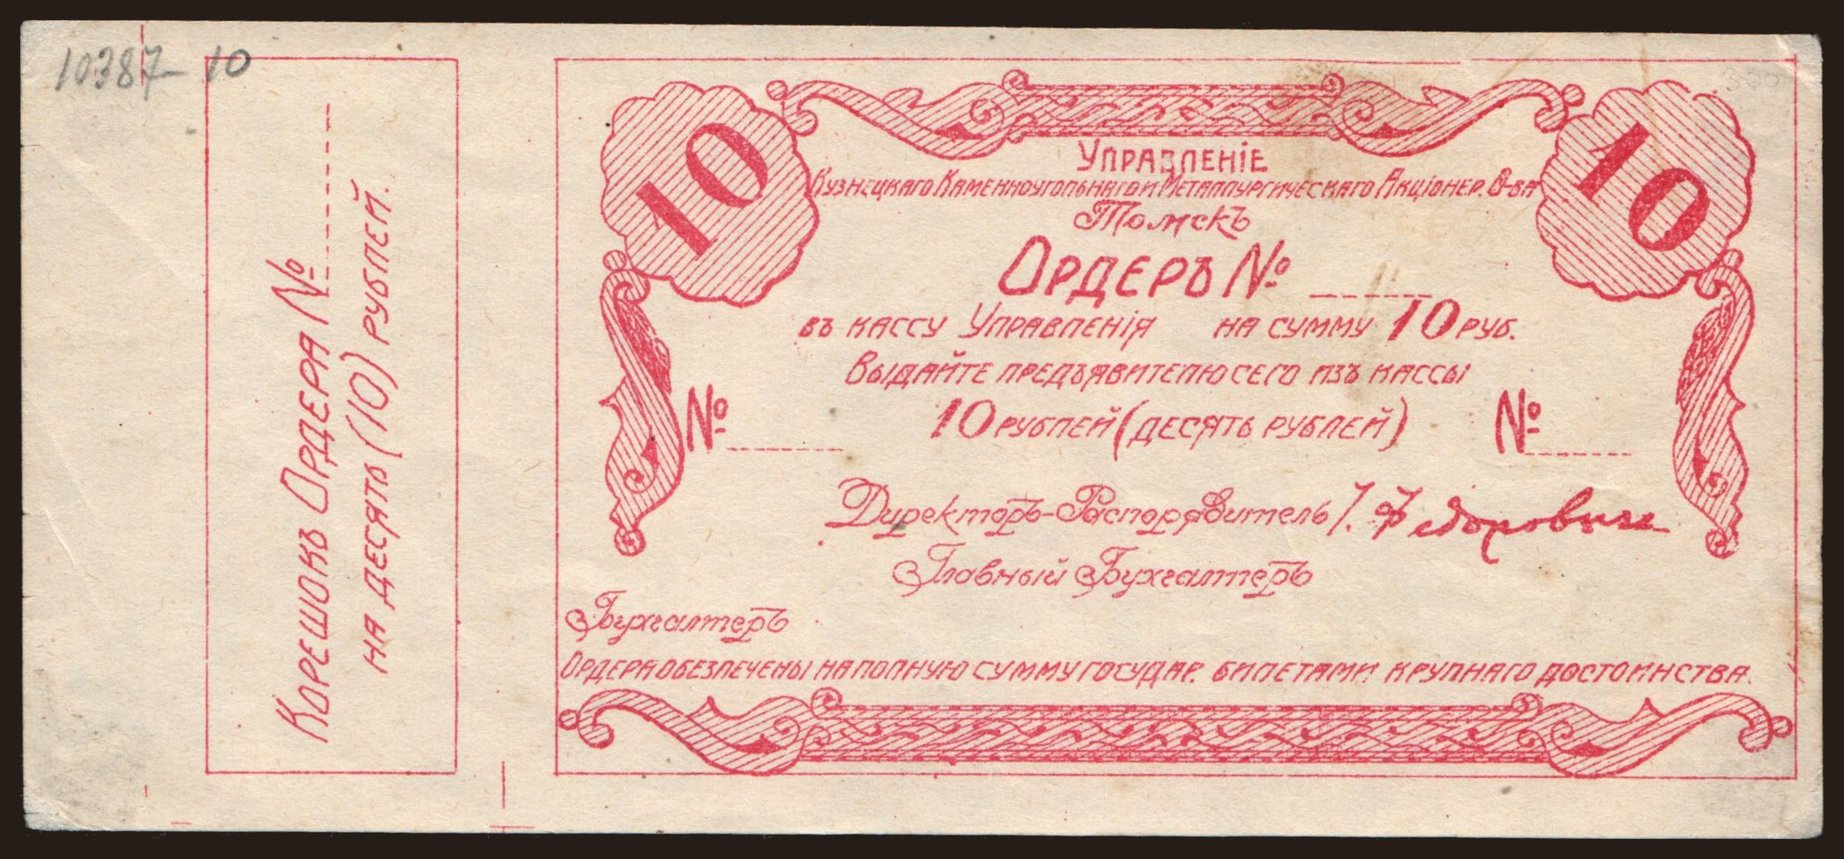 10387-10
Корешокъ Ордера №
на десять (10) рублей.
10
10
Управленіе
Кузнецкаго Каменноугольнаго и Металлургическаго Акціонер. О-ва
Томскъ
Ордеръ №
въ кассу Управленія на сумму 10 руб.
Выдайте предъявителю сего изъ кассы
№ 10 рублей (десять рублей) №
Директоръ-Распорядитель І. Федорович
Главный Бухгалтеръ
Бухгалтеръ
Ордера обезпечены на полную сумму государ. билетами крупнаго достоинства.